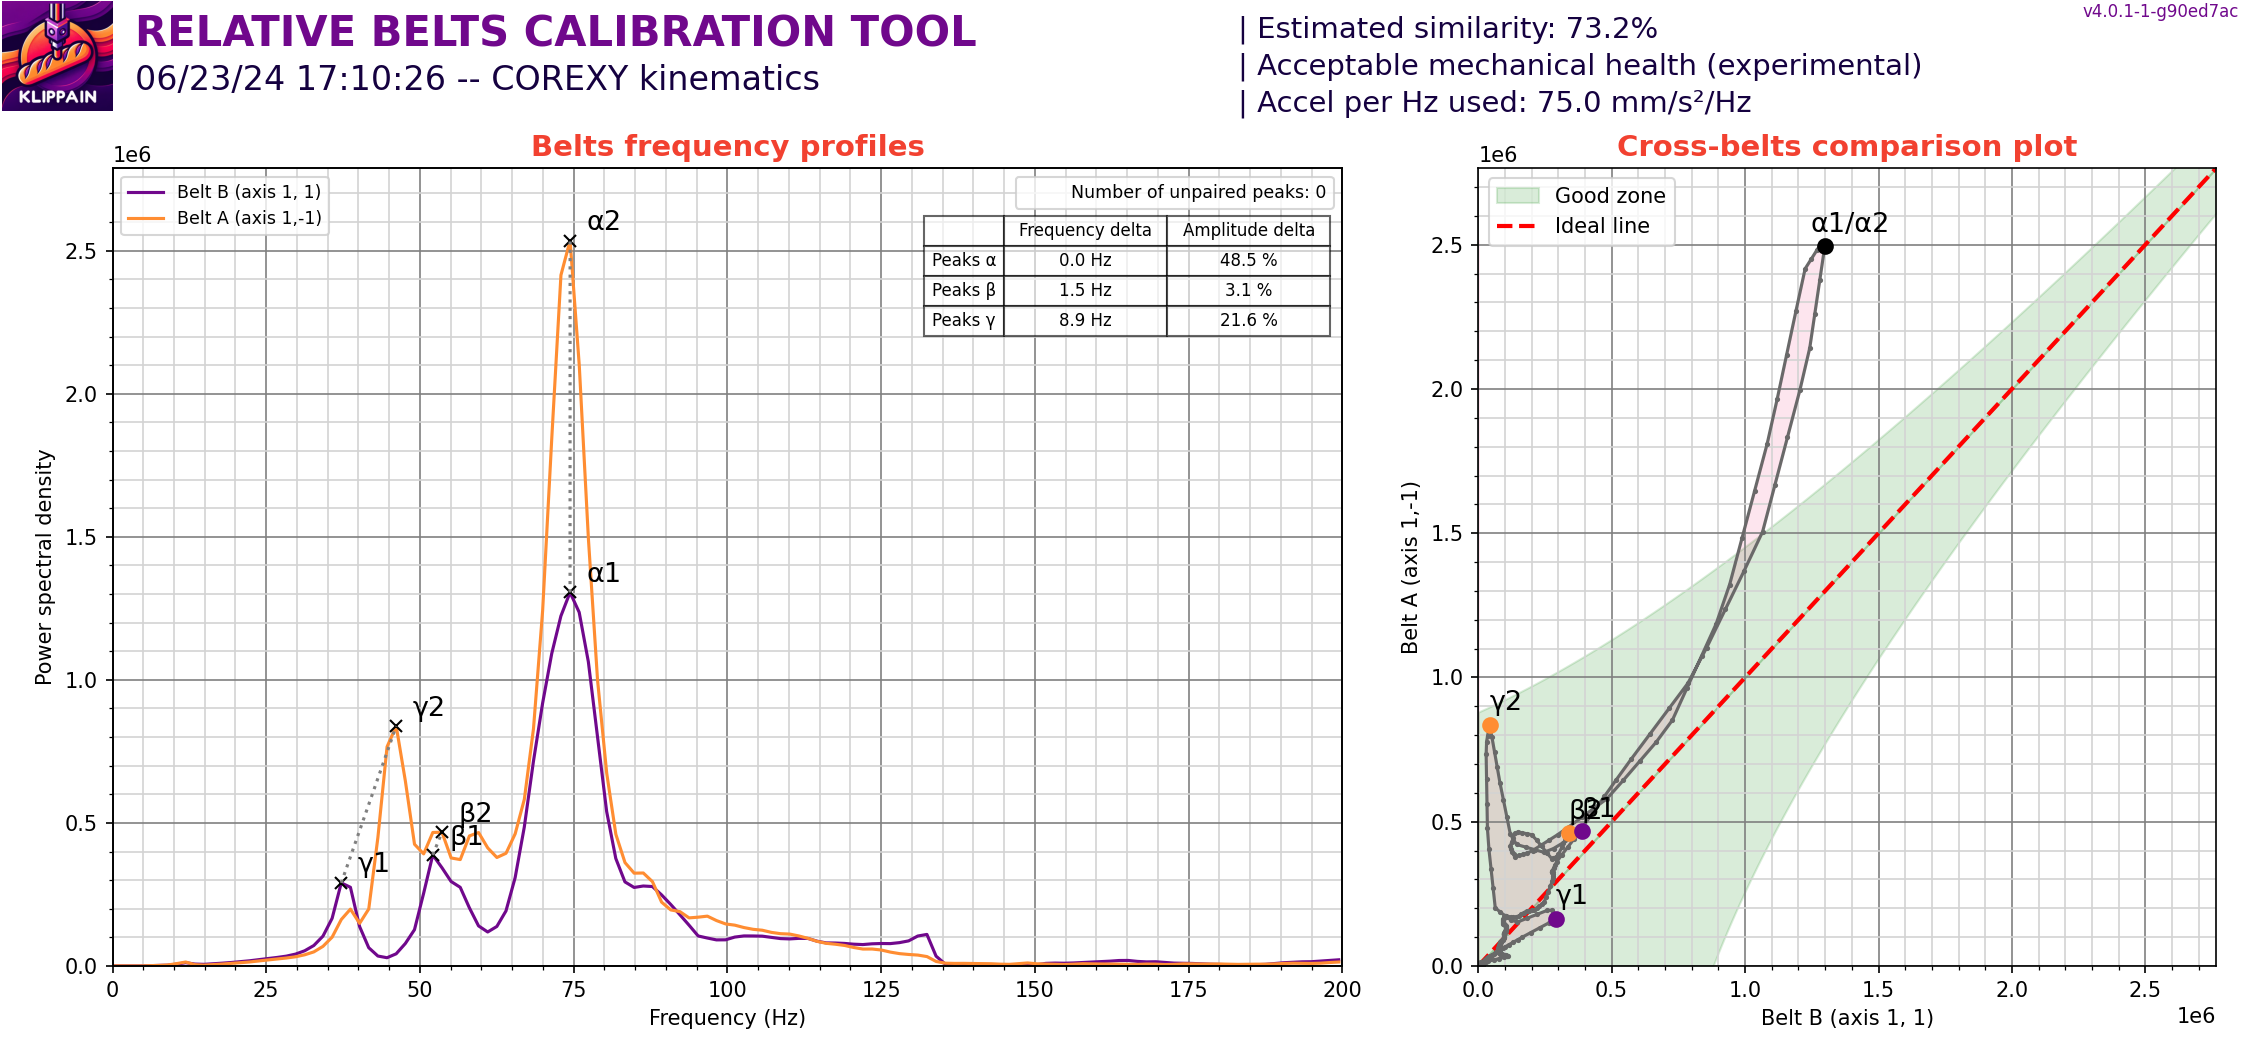 KLIPPAIN
RELATIVE BELTS CALIBRATION TOOL
06/23/24 17:10:26 -- COREXY kinematics
| Estimated similarity: 73.2%
| Acceptable mechanical health (experimental)
| Accel per Hz used: 75.0 mm/s²/Hz
v4.0.1-1-g90ed7ac
Belts frequency profiles
1e6
Belt B (axis 1, 1)
Belt A (axis 1,-1)
Number of unpaired peaks: 0
Frequency delta Amplitude delta
Peaks α 0.0 Hz 48.5 %
Peaks β 1.5 Hz 3.1 %
Peaks γ 8.9 Hz 21.6 %
α2
α1
γ2
β2
β1
γ1
2.5
2.0
1.5
1.0
0.5
0.0
Power spectral density
0 25 50 75 100 125 150 175 200
Frequency (Hz)
Cross-belts comparison plot
1e6
Good zone
Ideal line
α1/α2
γ2
β2
β1
γ1
2.5
2.0
1.5
1.0
0.5
0.0
Belt A (axis 1,-1)
0.0 0.5 1.0 1.5 2.0 2.5
Belt B (axis 1, 1)
1e6